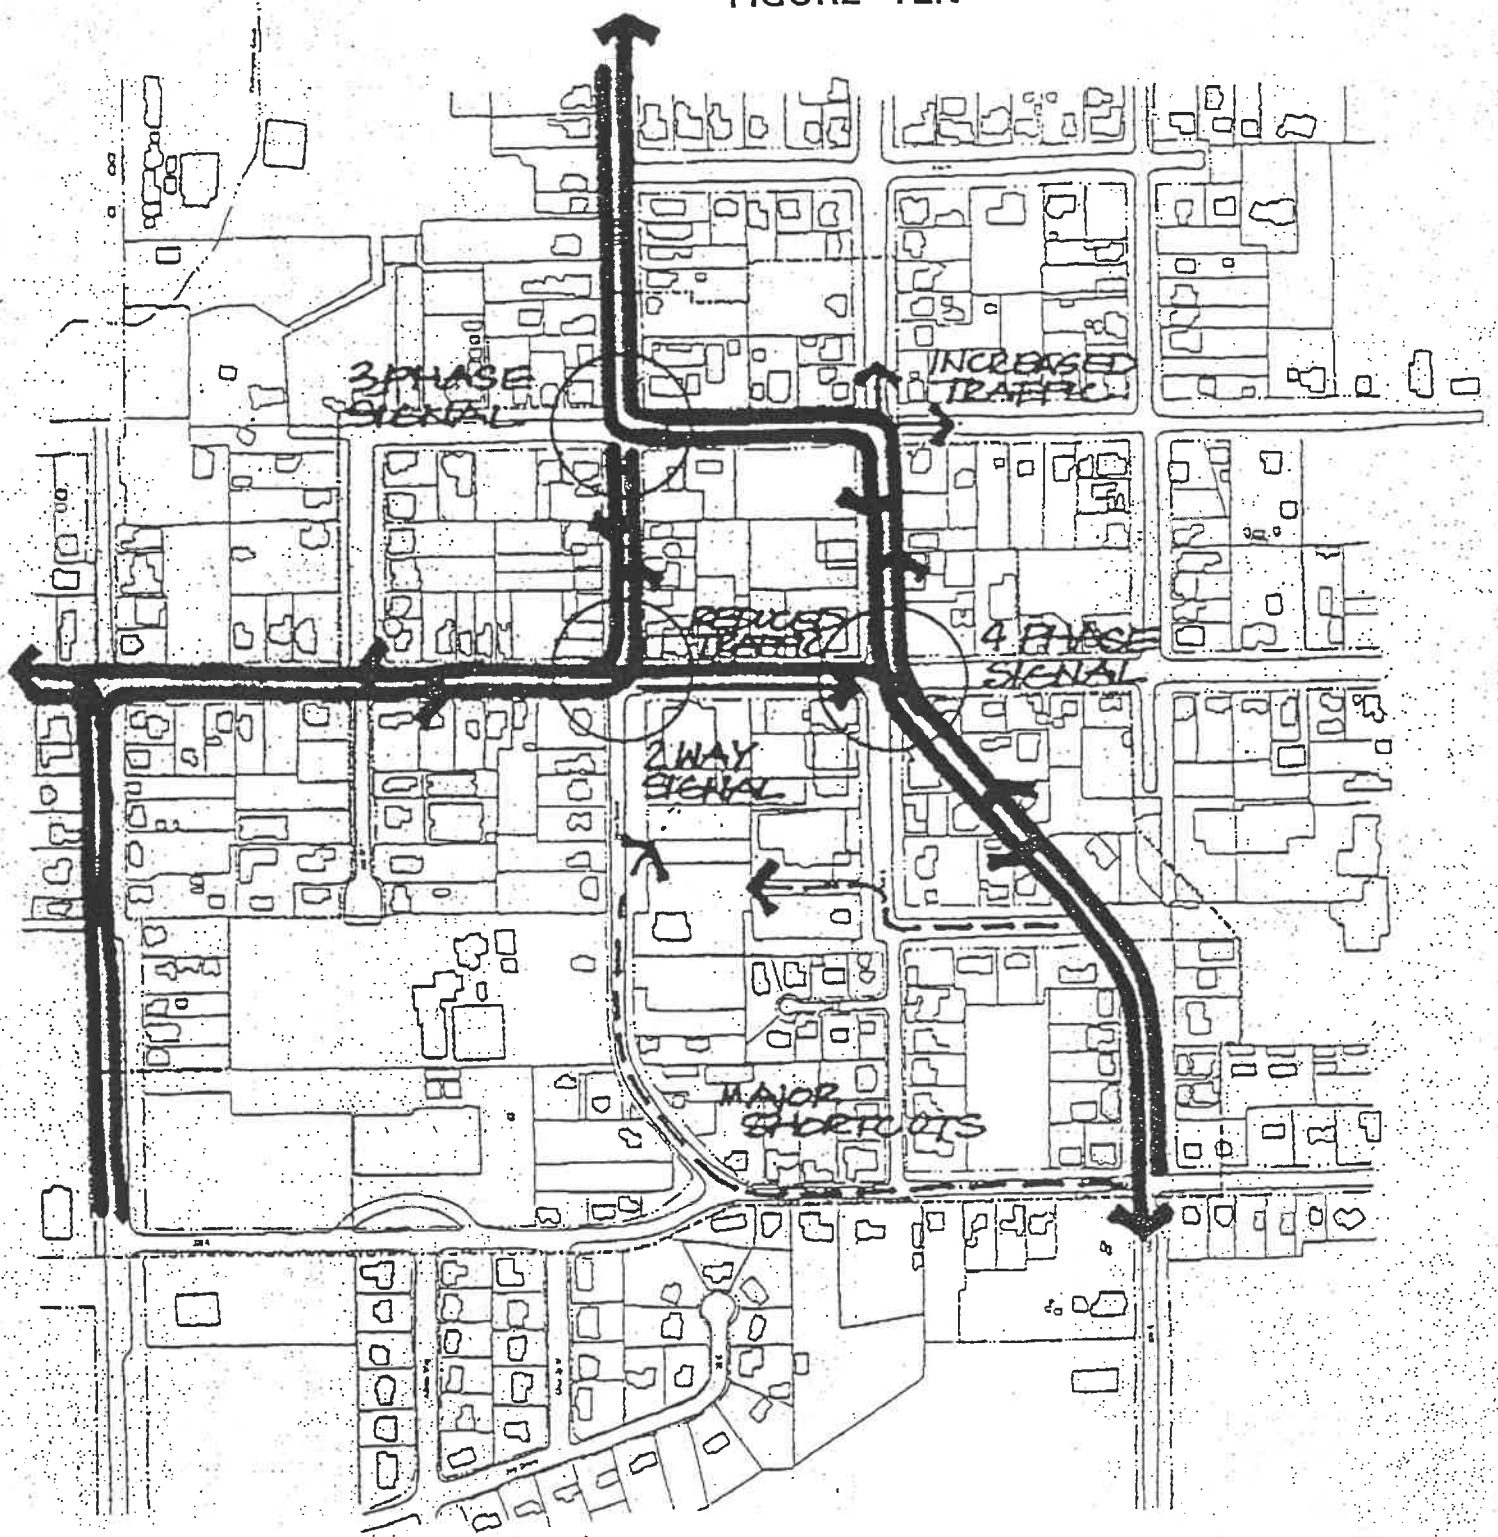 FIGURE TEN
3 PHASE
SIGNAL
INCREASED
TRAFFIC
REDUCED
TRAFFIC
4 PHASE
SIGNAL
2 WAY
SIGNAL
MAJOR
SHORTCUTS